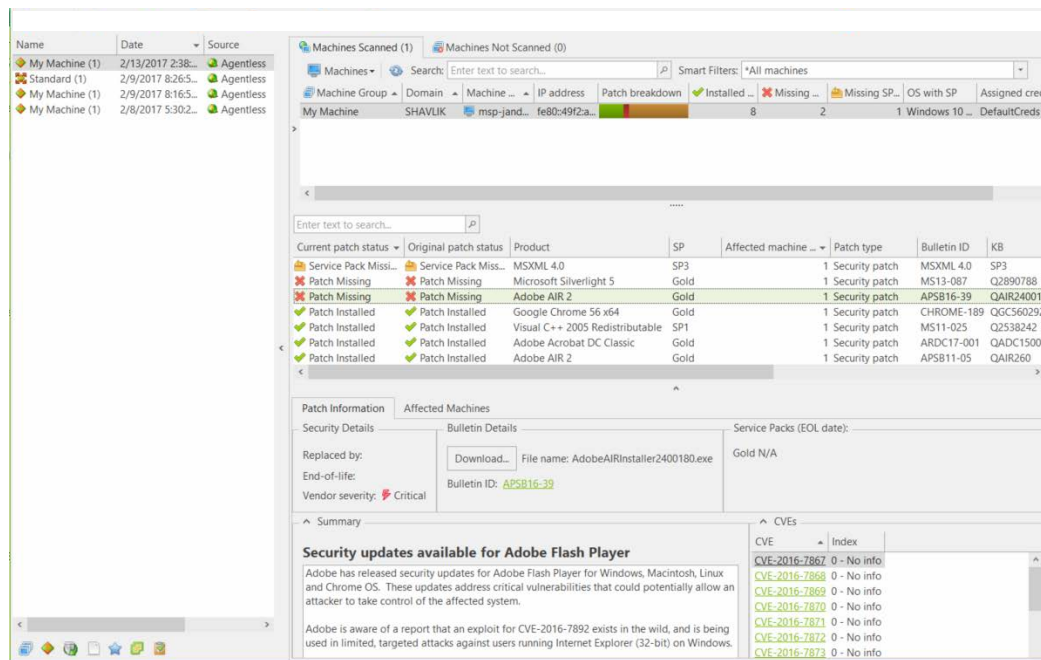 Name Date Source
My Machine (1) 2/13/2017 2:38:... Agentless
Standard (1) 2/9/2017 8:26:5... Agentless
My Machine (1) 2/9/2017 8:16:5... Agentless
My Machine (1) 2/8/2017 5:30:2... Agentless
Machines Scanned (1) Machines Not Scanned (0)
Machines Search: Enter text to search... Smart Filters: *All machines
Machine Group Domain Machine ... IP address Patch breakdown Installed ... Missing ... Missing SP... OS with SP Assigned cred
My Machine SHAVLIK msp-jand... fe80:49f2:a... 8 2 1 Windows 10 ... DefaultCreds
Enter text to search...
Current patch status Original patch status Product SP Affected machine ... Patch type Bulletin ID KB
Service Pack Missi... Service Pack Miss... MSXML 4.0 SP3 1 Security patch MSXML 4.0 SP3
Patch Missing Patch Missing Microsoft Silverlight 5 Gold 1 Security patch MS13-087 Q2890788
Patch Missing Patch Missing Adobe AIR 2 Gold 1 Security patch APSB16-39 QAIR24001
Patch Installed Patch Installed Google Chrome 56 x64 Gold 1 Security patch CHROME-189 QGC56029
Patch Installed Patch Installed Visual C++ 2005 Redistributable SP1 1 Security patch MS11-025 Q2538242
Patch Installed Patch Installed Adobe Acrobat DC Classic Gold 1 Security patch ARDC17-001 QADC1500
Patch Installed Patch Installed Adobe AIR 2 Gold 1 Security patch APSB11-05 QAIR260
Patch Information Affected Machines
Security Details Bulletin Details Service Packs (EOL date):
Replaced by: Download... File name: AdobeAIRInstaller2400180.exe Gold N/A
End-of-life:
Bulletin ID: APSB16-39
Vendor severity: Critical
Summary
Security updates available for Adobe Flash Player
Adobe has released security updates for Adobe Flash Player for Windows, Macintosh, Linux
and Chrome OS. These updates address critical vulnerabilities that could potentially allow an
attacker to take control of the affected system.
Adobe is aware of a report that an exploit for CVE-2016-7892 exists in the wild, and is being
used in limited, targeted attacks against users running Internet Explorer (32-bit) on Windows.
CVEs
CVE Index
CVE-2016-7867 0 - No info
CVE-2016-7868 0 - No info
CVE-2016-7869 0 - No info
CVE-2016-7870 0 - No info
CVE-2016-7871 0 - No info
CVE-2016-7872 0 - No info
CVE-2016-7873 0 - No info